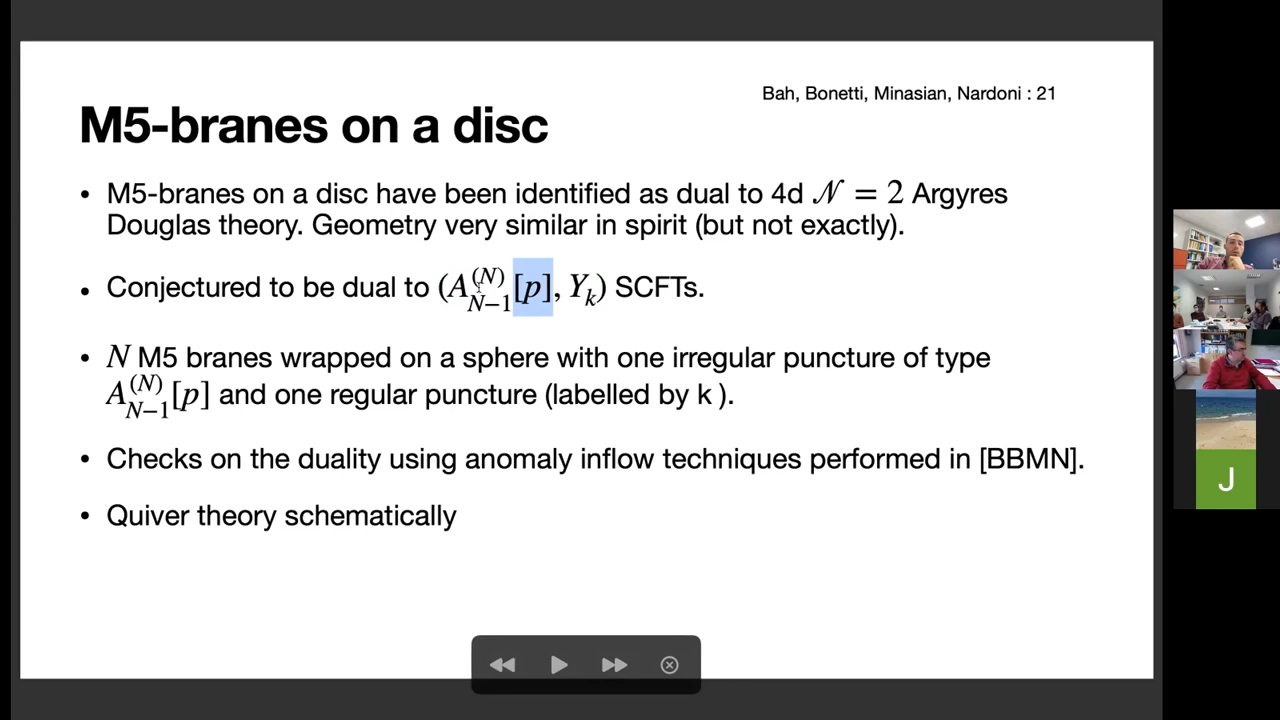 Bah, Bonetti, Minasian, Nardoni : 21
M5-branes on a disc
• M5-branes on a disc have been identified as dual to 4d 𝒩 = 2 Argyres
Douglas theory. Geometry very similar in spirit (but not exactly).
• Conjectured to be dual to (A_{N−1}^{(N)}[p], Y_k) SCFTs.
• N M5 branes wrapped on a sphere with one irregular puncture of type
A_{N−1}^{(N)}[p] and one regular puncture (labelled by k ).
• Checks on the duality using anomaly inflow techniques performed in [BBMN].
• Quiver theory schematically
J